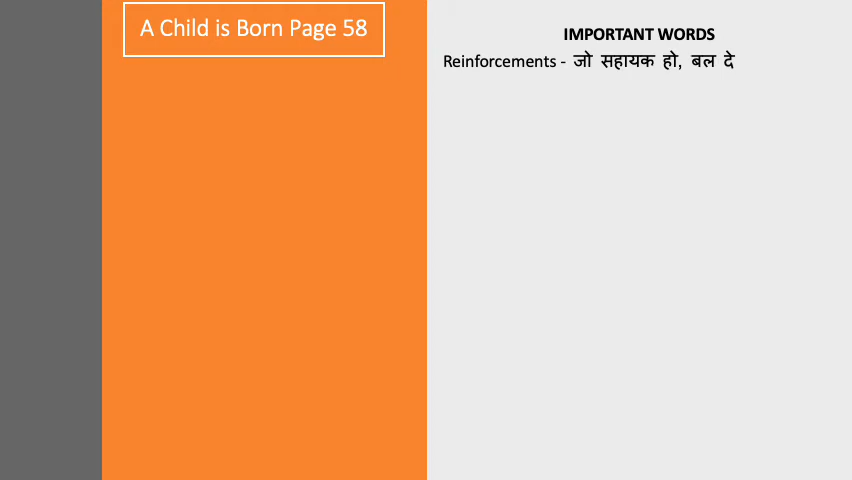 A Child is Born Page 58
IMPORTANT WORDS
Reinforcements - जो सहायक हो, बल दे